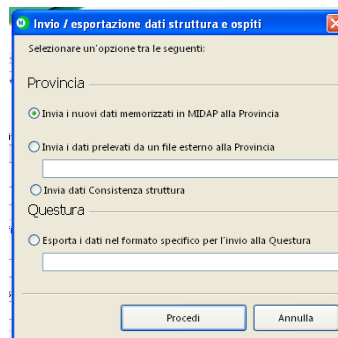 Invio / esportazione dati struttura e ospiti
Selezionare un'opzione tra le seguenti:
Provincia
Invia i nuovi dati memorizzati in MIDAP alla Provincia
Invia i dati prelevati da un file esterno alla Provincia
Invia dati Consistenza struttura
Questura
Esporta i dati nel formato specifico per l'invio alla Questura
Procedi
Annulla